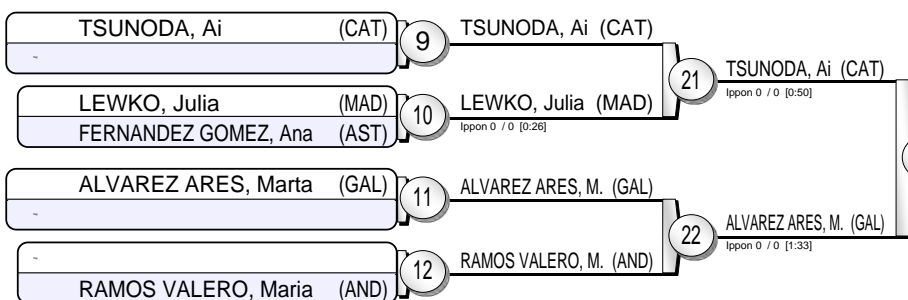 TSUNODA, Ai (CAT)
~
9
TSUNODA, Ai (CAT)
LEWKO, Julia (MAD)
FERNANDEZ GOMEZ, Ana (AST)
10
LEWKO, Julia (MAD)
Ippon 0 / 0 [0:26]
21
TSUNODA, Ai (CAT)
Ippon 0 / 0 [0:50]
ALVAREZ ARES, Marta (GAL)
~
11
ALVAREZ ARES, M. (GAL)
~
RAMOS VALERO, Maria (AND)
12
RAMOS VALERO, M. (AND)
22
ALVAREZ ARES, M. (GAL)
Ippon 0 / 0 [1:33]